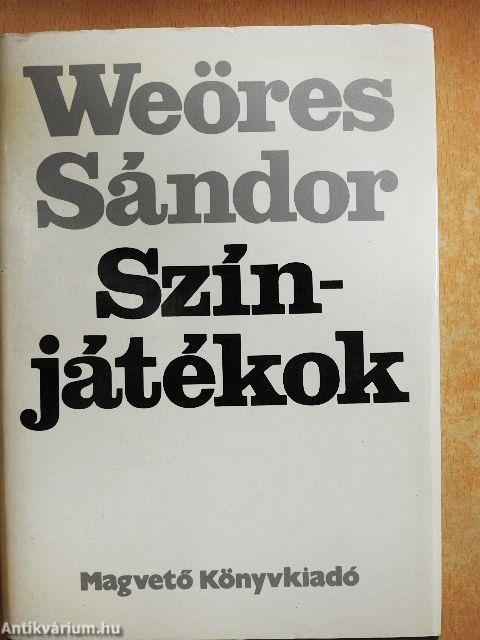 Weöres
Sándor
Szín-
játékok
Magvető Könyvkiadó
Antikvárium.hu